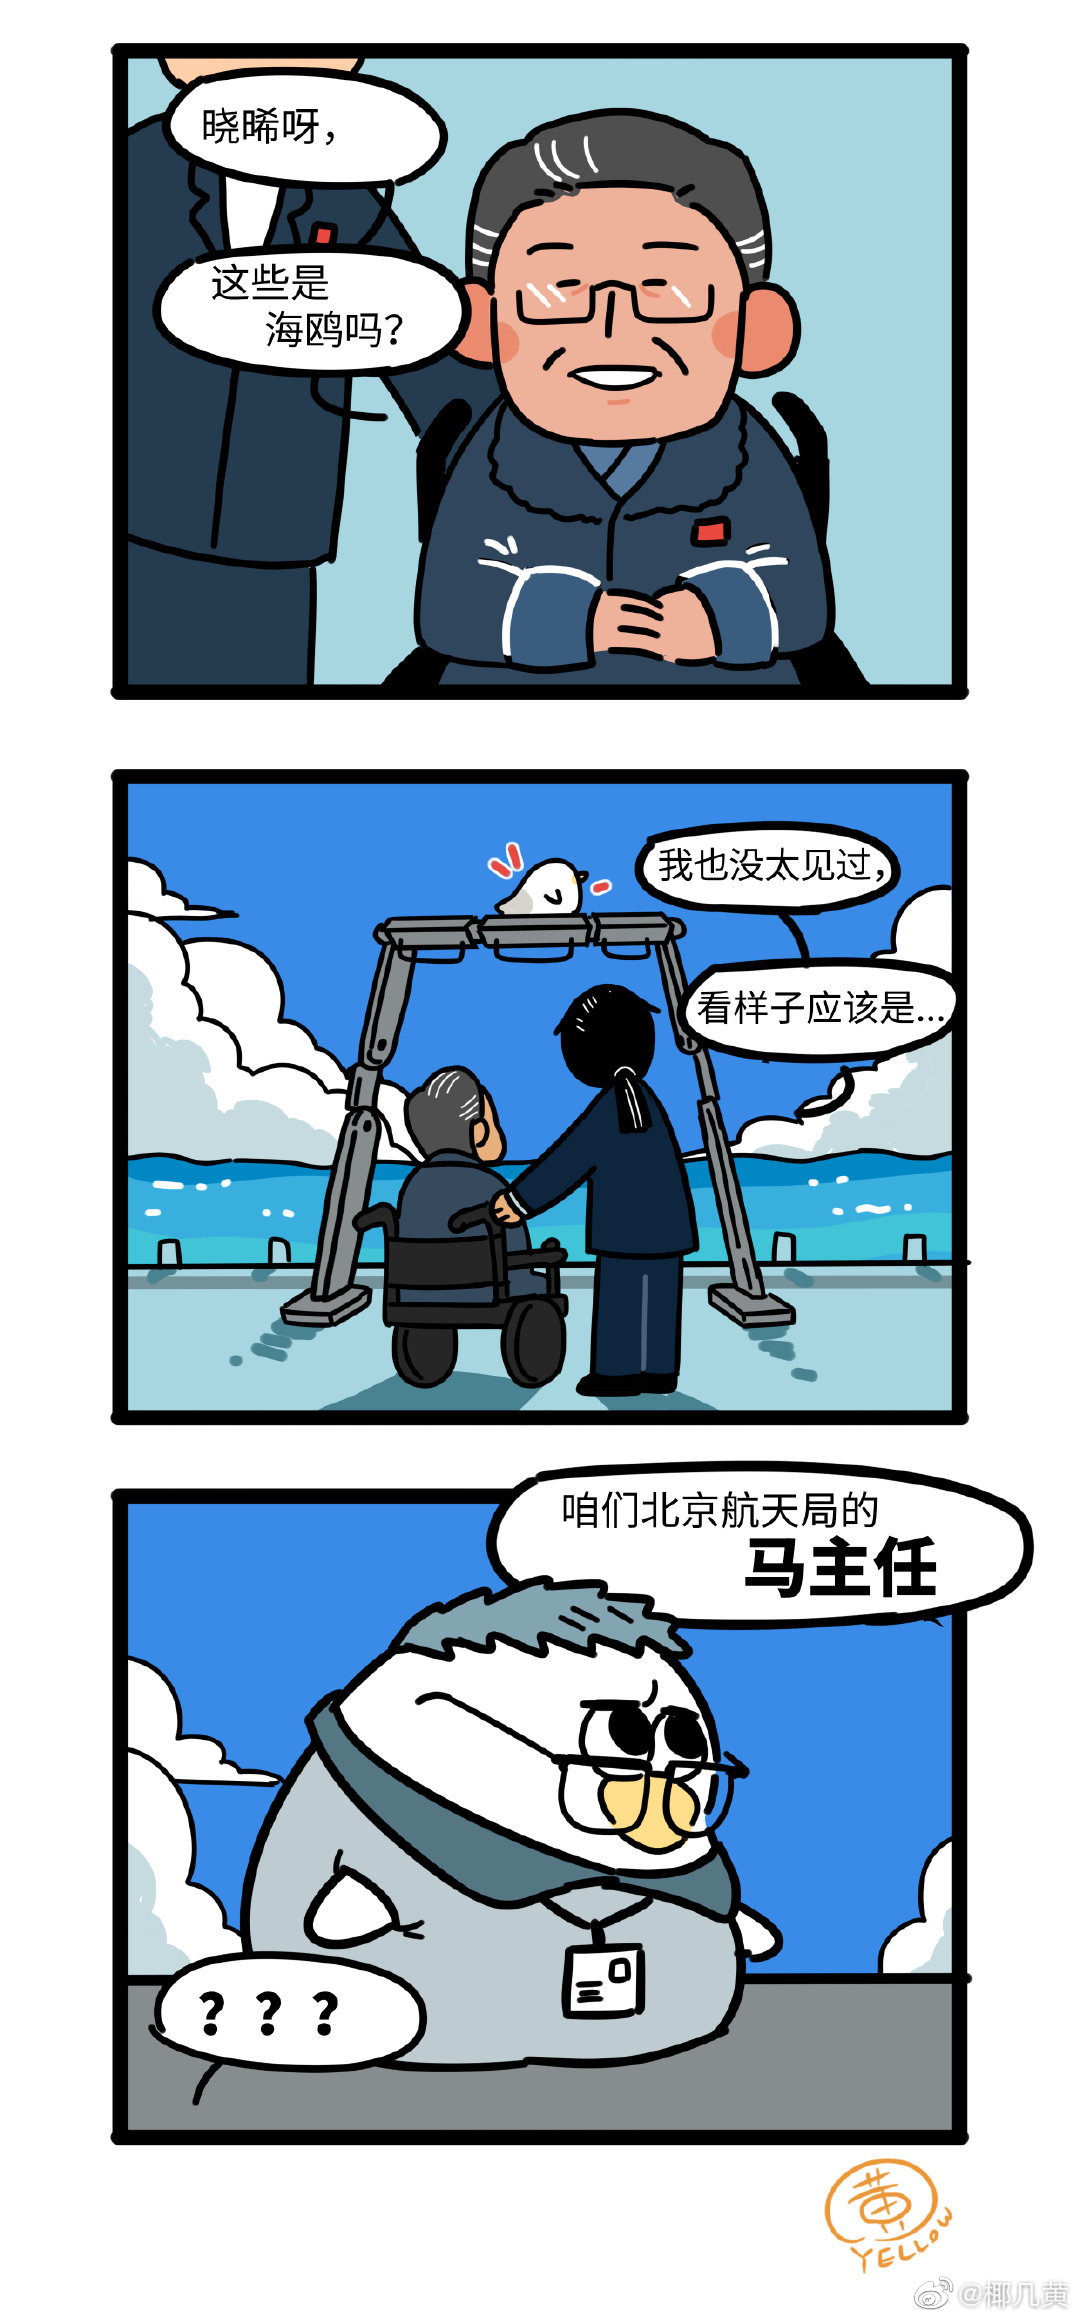 晓晞呀，
这些是
海鸥吗？
我也没太见过，
看样子应该是...
咱们北京航天局的
马主任
？？？
黄
YELLOW
@椰几黄